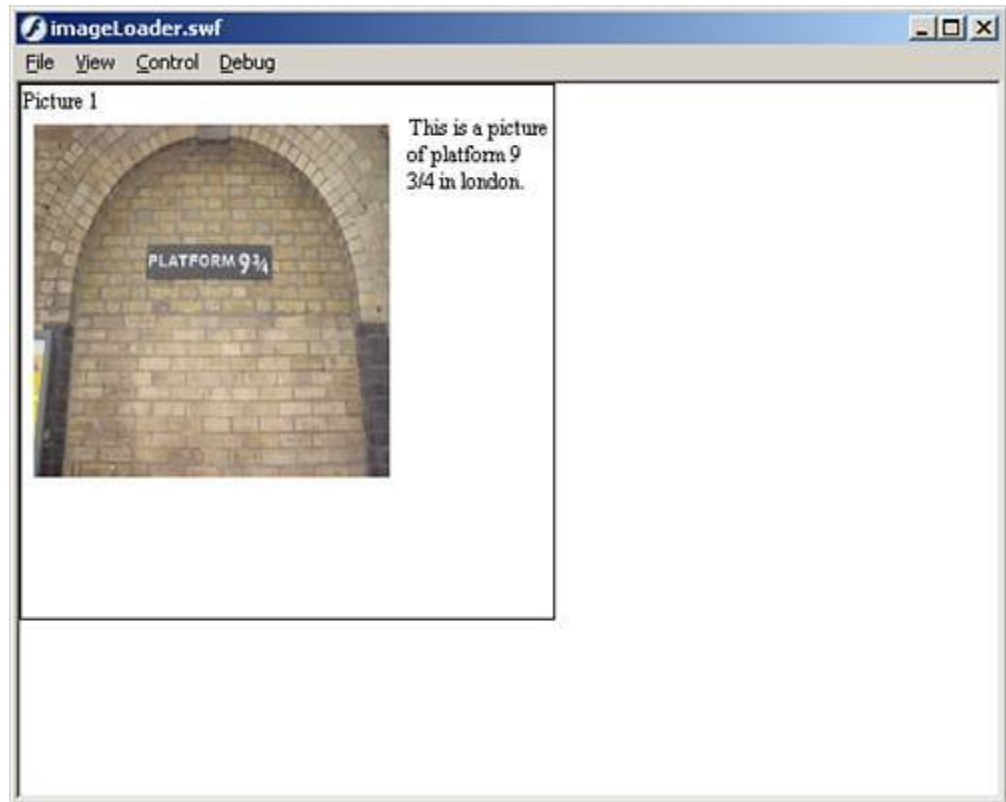 imageLoader.swf
File View Control Debug
Picture 1
This is a picture
of platform 9
3/4 in london.
PLATFORM 9¾